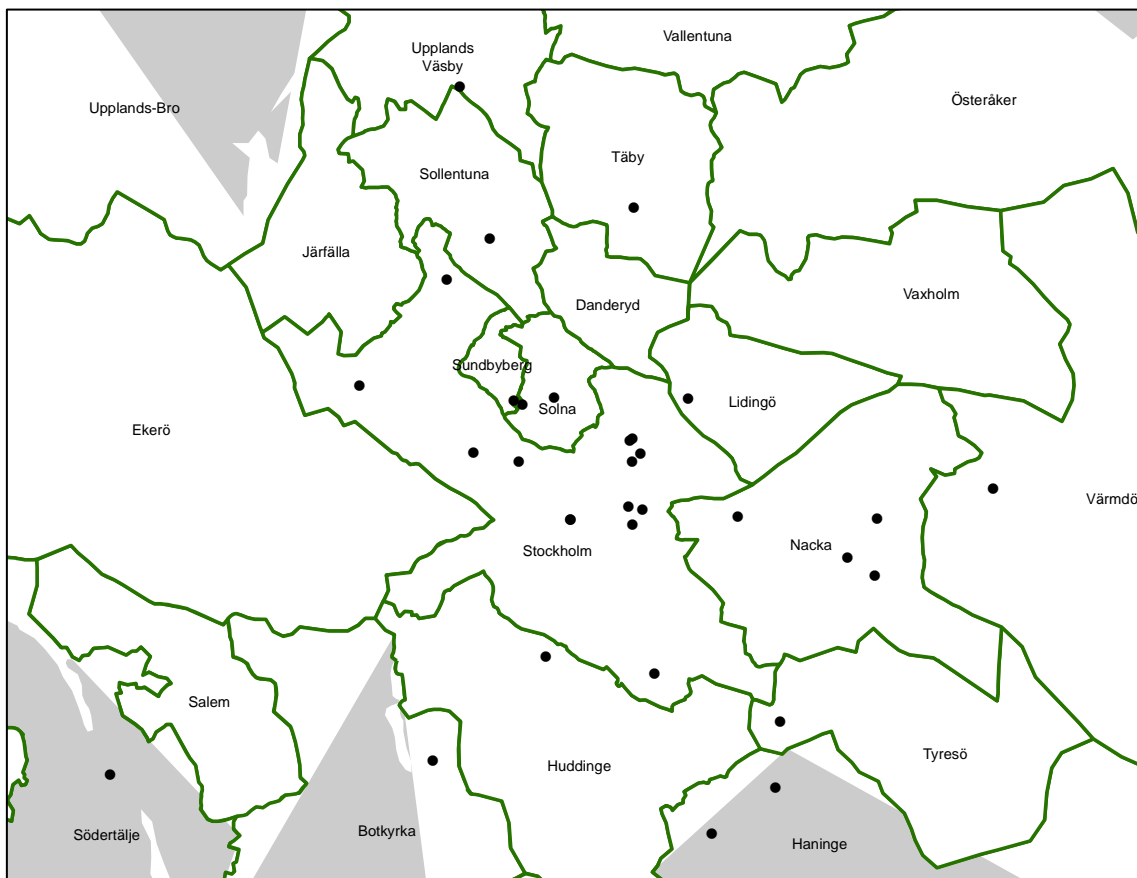 Vallentuna
Upplands
Väsby
Upplands-Bro
Österåker
Täby
Sollentuna
Järfälla
Vaxholm
Danderyd
Sundbyberg
Lidingö
Solna
Ekerö
Värmdö
Nacka
Stockholm
Salem
Tyresö
Huddinge
Botkyrka
Södertälje
Haninge